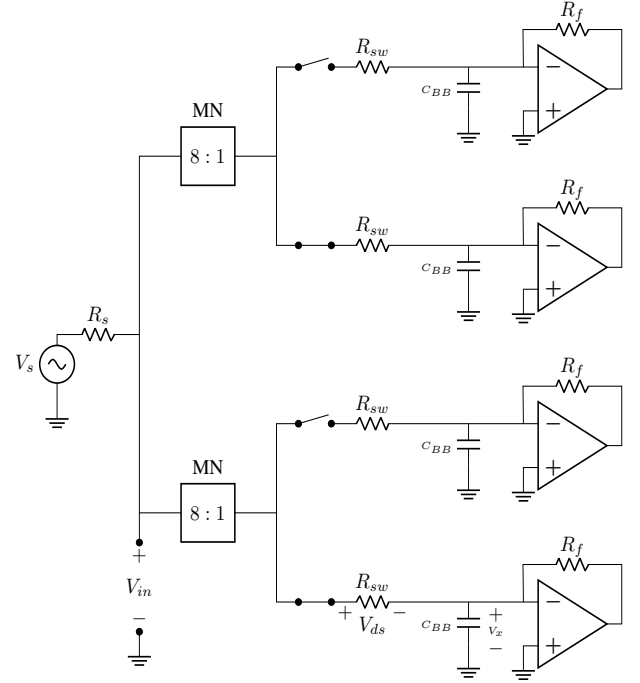 R_f
R_sw
C_BB
−
+
MN
8 : 1
R_f
R_sw
C_BB
−
+
R_s
V_s
R_f
R_sw
C_BB
−
+
MN
8 : 1
+
V_in
−
R_f
R_sw
+ −
V_ds
C_BB
+
V_x
−
−
+